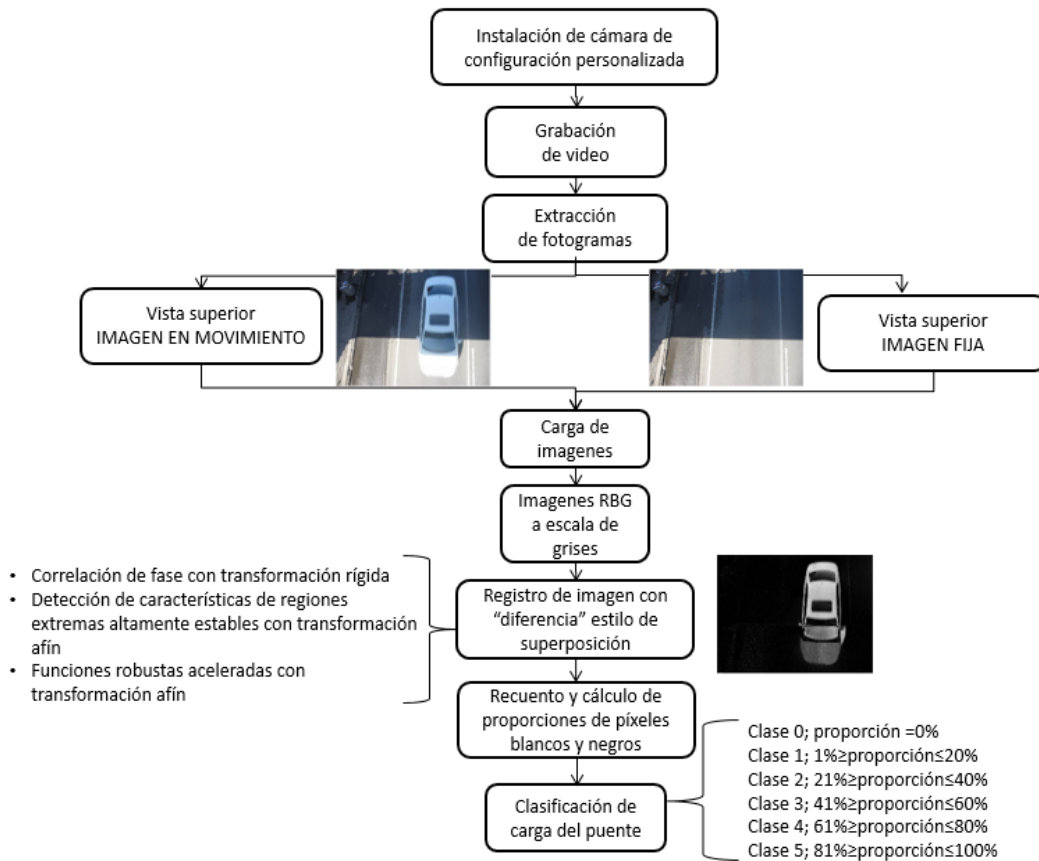 Instalación de cámara de
configuración personalizada
Grabación
de video
Extracción
de fotogramas
Vista superior
IMAGEN EN MOVIMIENTO
Vista superior
IMAGEN FIJA
Carga de
imagenes
Imagenes RBG
a escala de
grises
• Correlación de fase con transformación rígida
• Detección de características de regiones
extremas altamente estables con transformación
afín
• Funciones robustas aceleradas con
transformación afín
Registro de imagen con
“diferencia” estilo de
superposición
Recuento y cálculo de
proporciones de píxeles
blancos y negros
Clasificación de
carga del puente
Clase 0; proporción =0%
Clase 1; 1%≥proporción≤20%
Clase 2; 21%≥proporción≤40%
Clase 3; 41%≥proporción≤60%
Clase 4; 61%≥proporción≤80%
Clase 5; 81%≥proporción≤100%